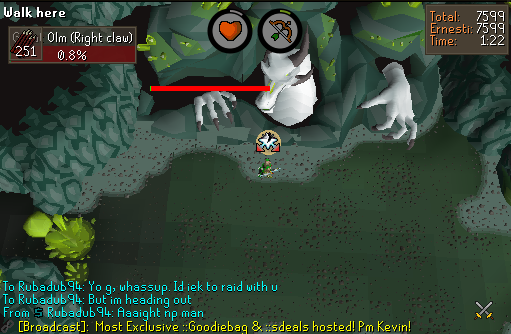 Walk here
Total: 7599
Ernesti: 7599
Time: 1:22
251
Olm (Right claw)
0.8%
To Rubadub94: Yo g, whassup. Id iek to raid with u
To Rubadub94: But im heading out
From S Rubadub94: Aaaight np man
[Broadcast]: Most Exclusive ::Goodiebag & ::sdeals hosted! Pm Kevin!